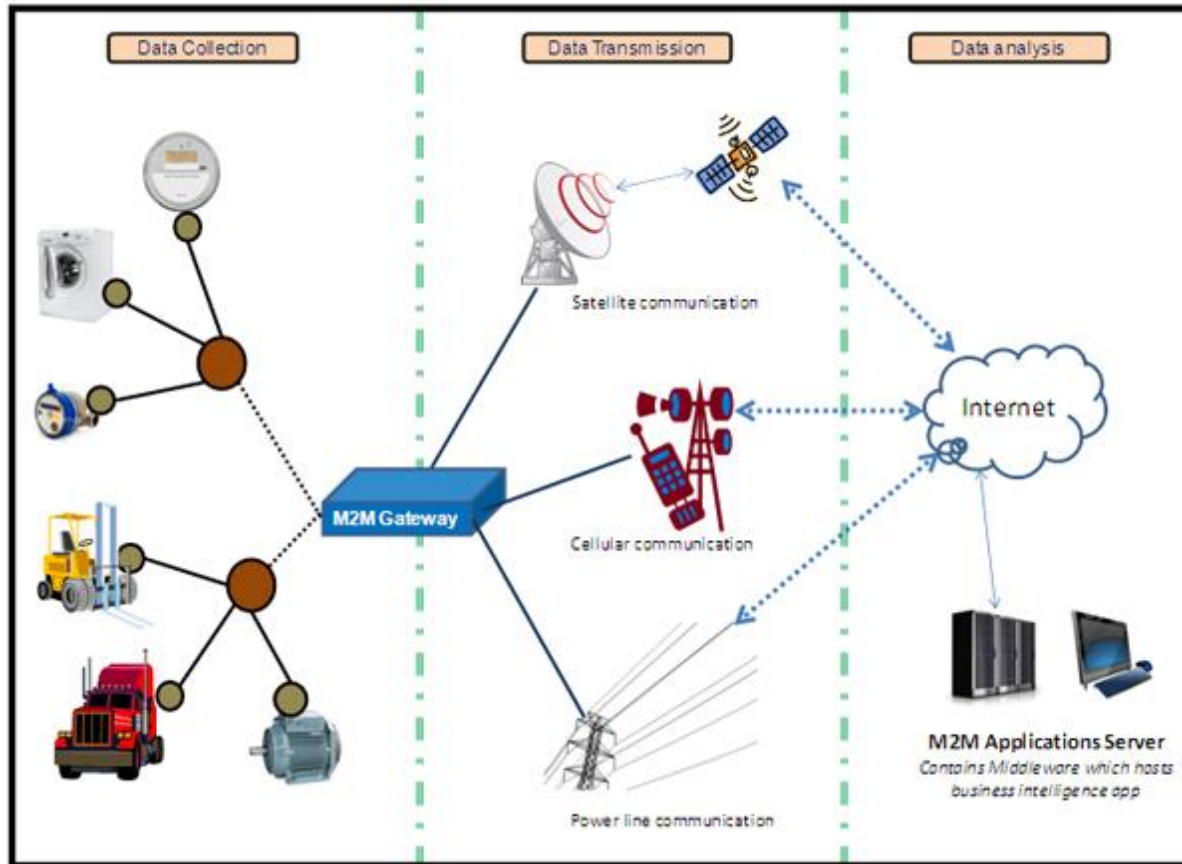 Data Collection
Data Transmission
Data analysis
Satellite communication
Internet
M2M Gateway
Cellular communication
M2M Applications Server
Contains Middleware which hosts
business intelligence app
Power line communication